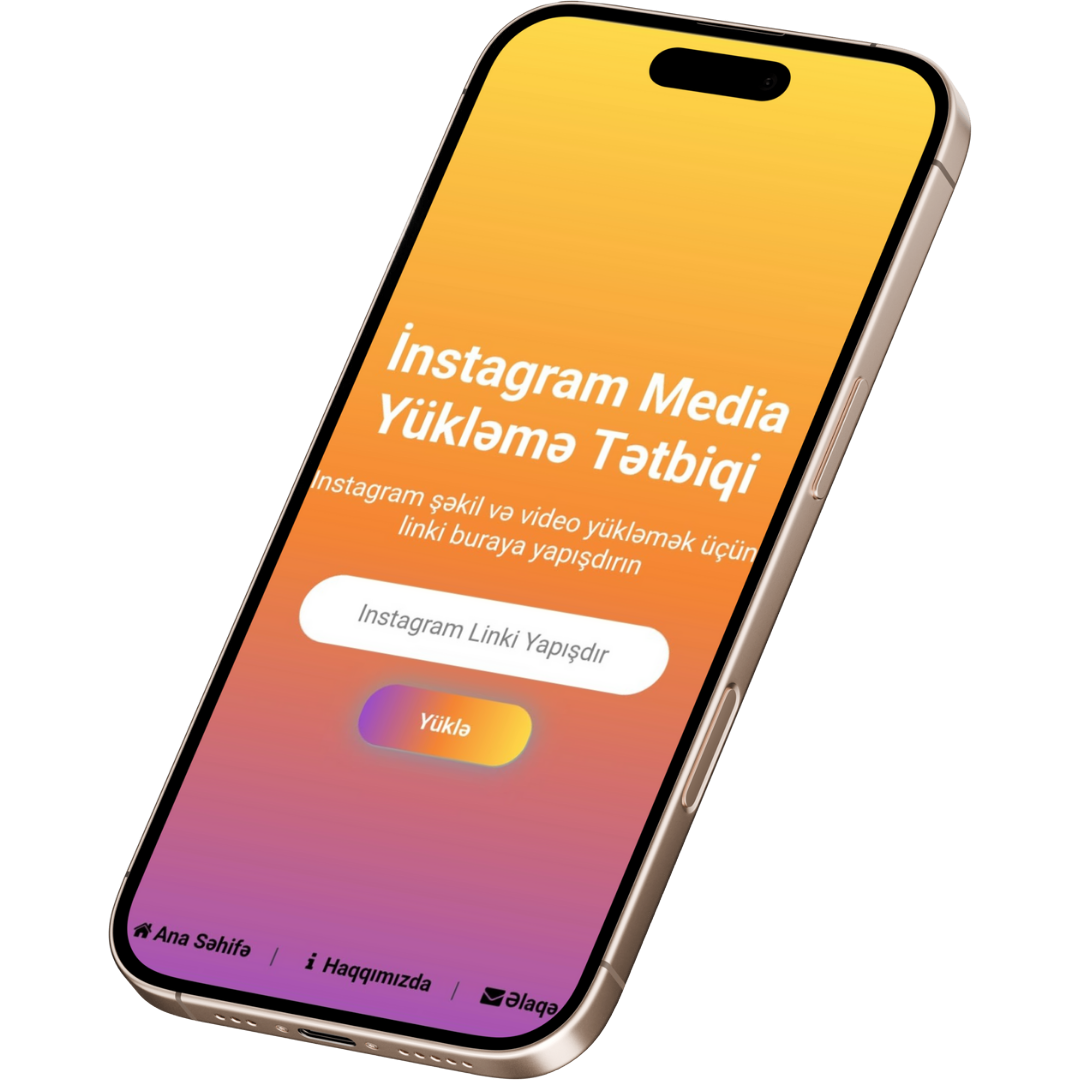 İnstagram Media
Yükləmə Tətbiqi
Instagram şəkil və video yükləmək üçün
linki buraya yapışdırın
Instagram Linki Yapışdır
Yüklə
Ana Səhifə | Haqqımızda | Əlaqə